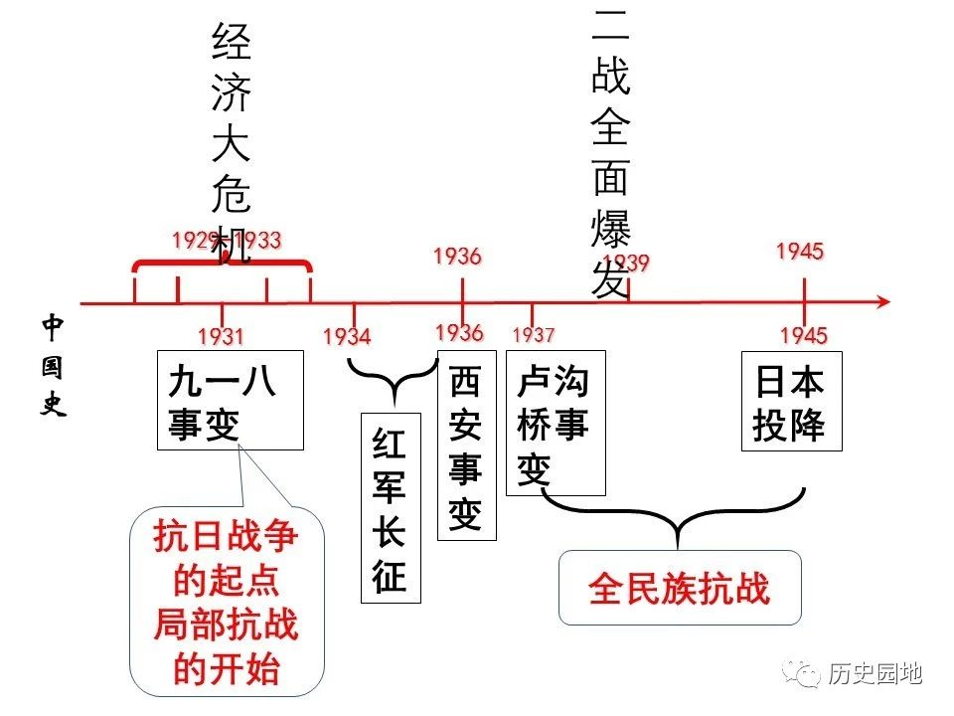 经济大危机
二战全面爆发
1929-1933
1936
1939
1945
中国史
1931
1934
1936
1937
1945
九一八
事变
红军长征
西安事变
卢沟
桥事
变
日本
投降
抗日战争
的起点
局部抗战
的开始
全民族抗战
历史园地